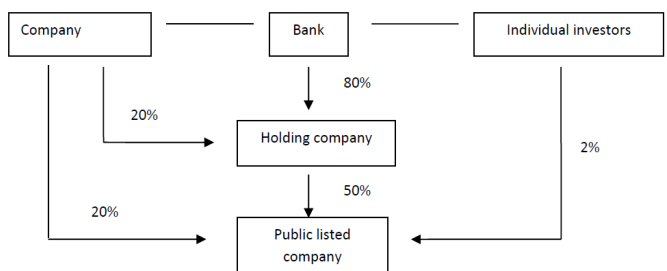 Company
Bank
Individual investors
80%
20%
Holding company
2%
50%
20%
Public listed
company